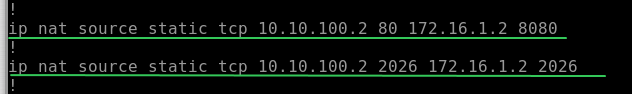 !
ip nat source static tcp 10.10.100.2 80 172.16.1.2 8080
!
ip nat source static tcp 10.10.100.2 2026 172.16.1.2 2026
!